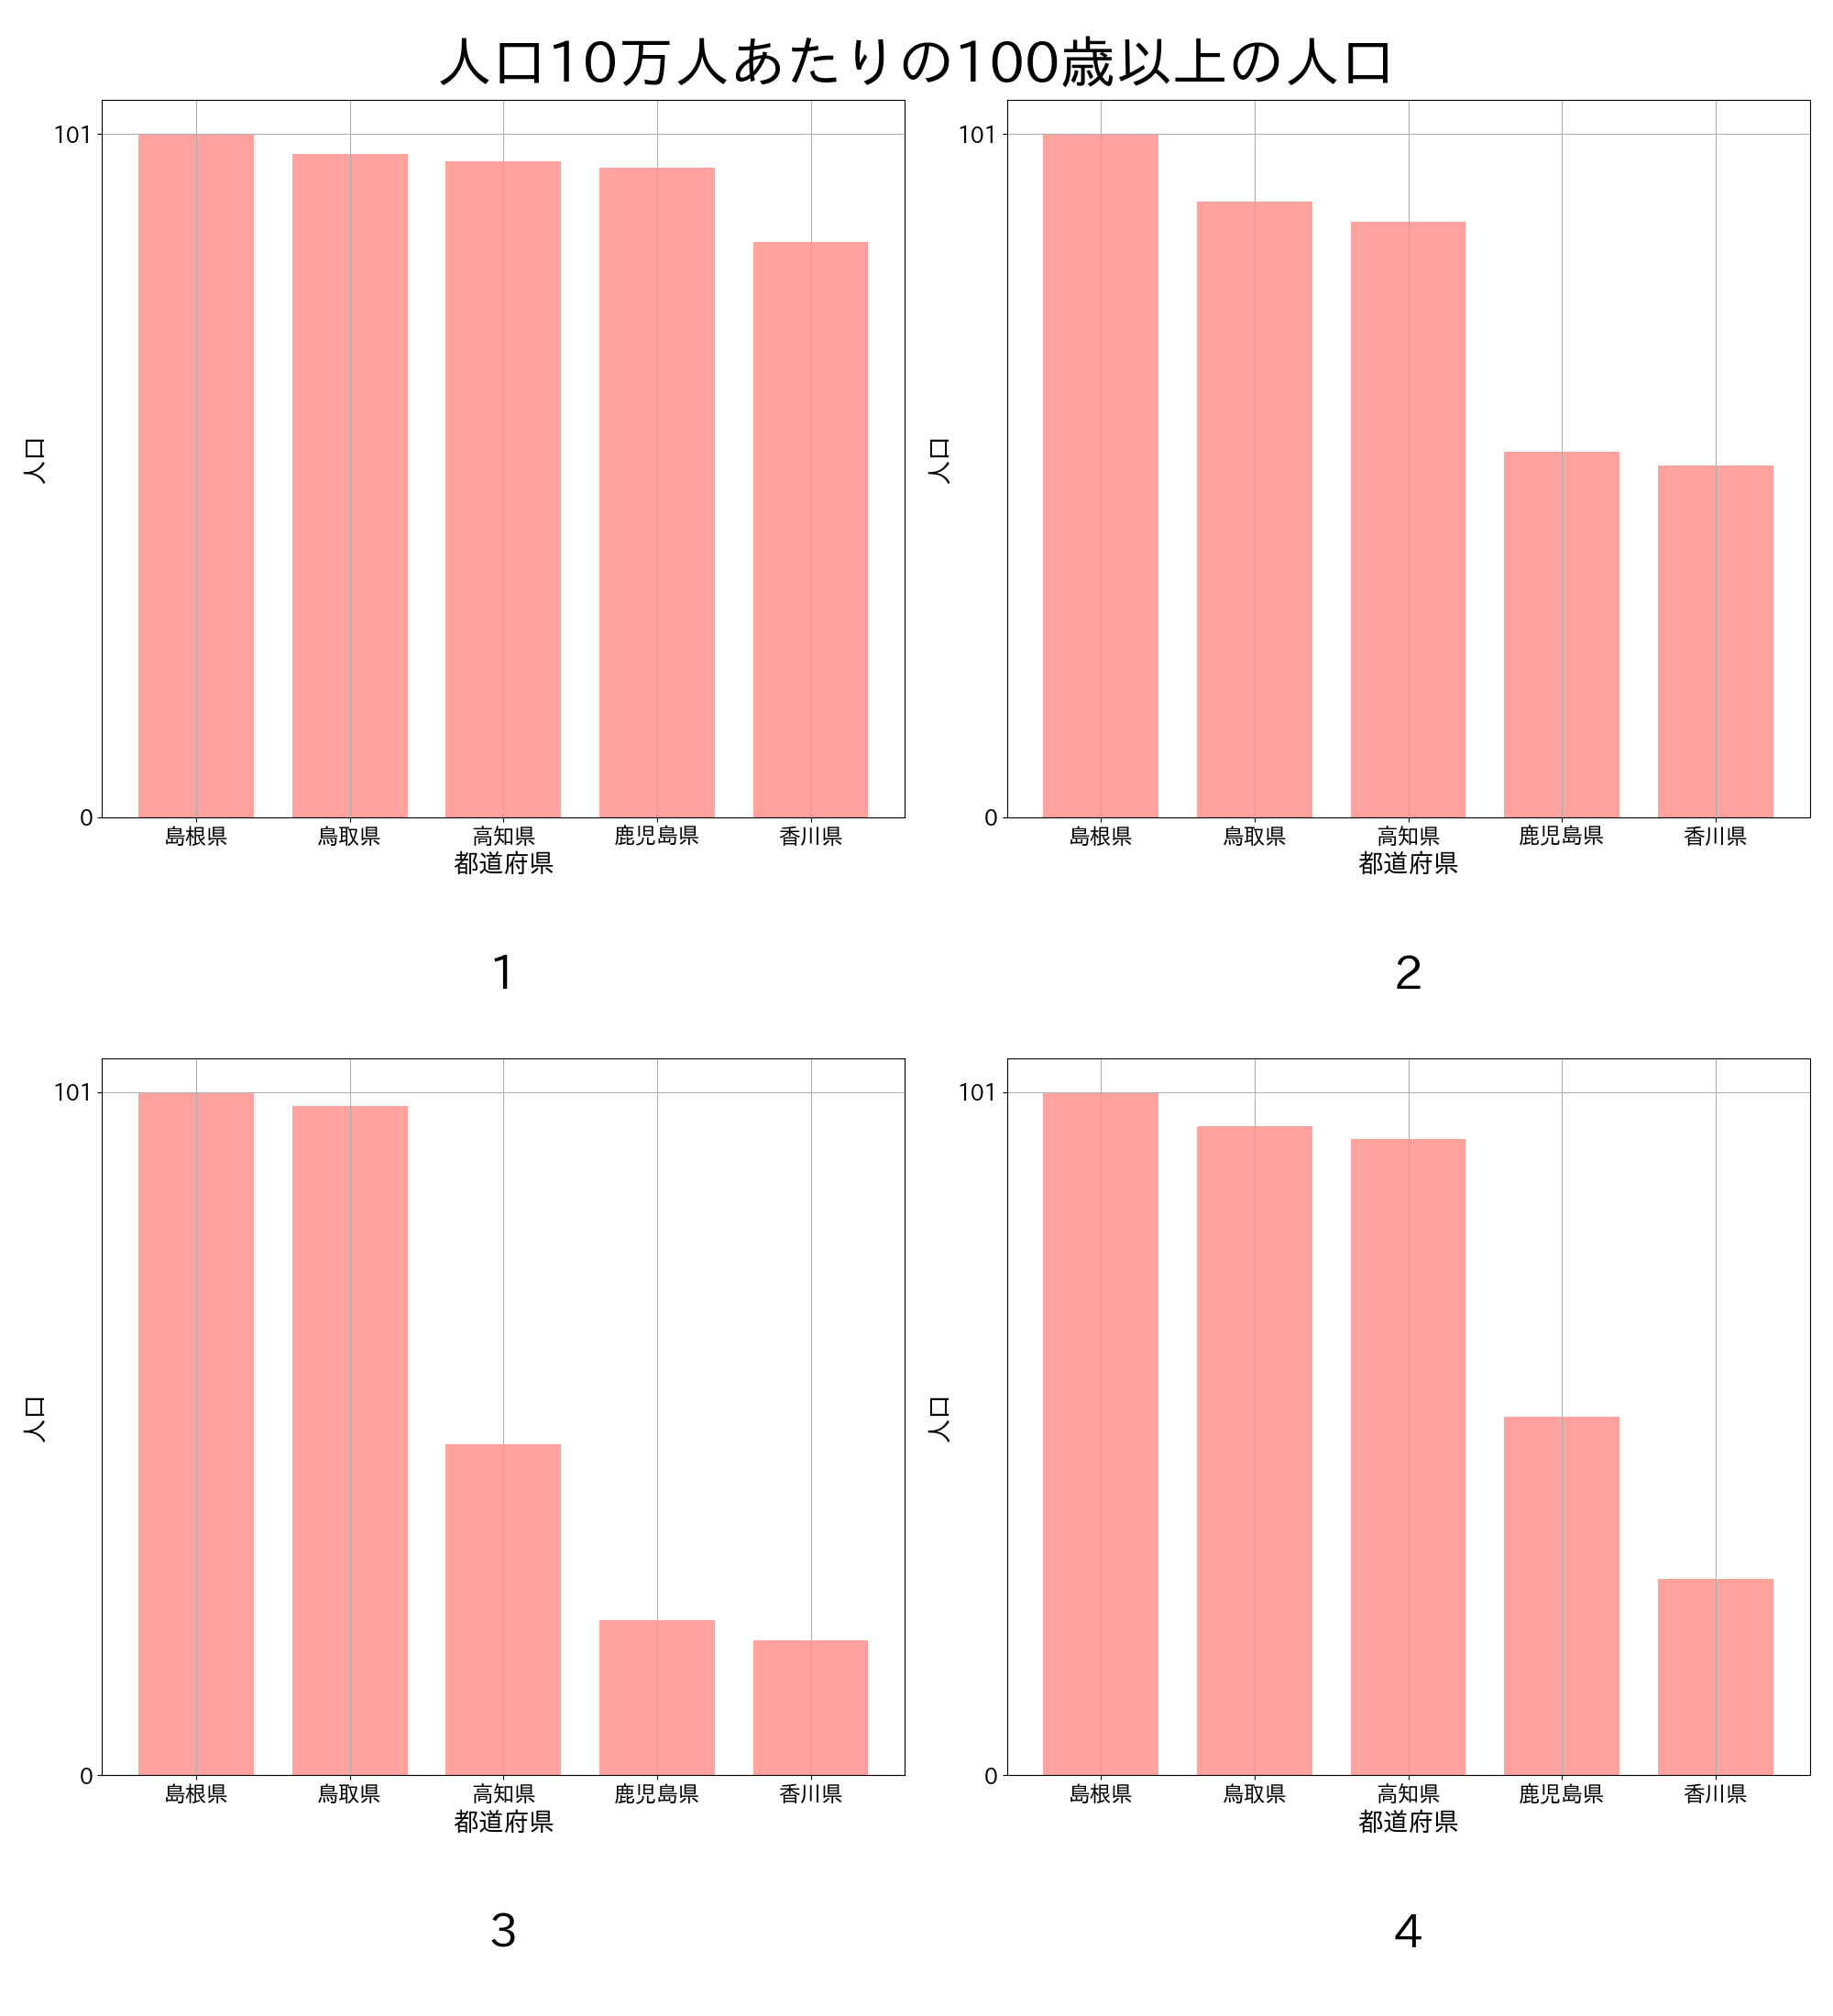 人口10万人あたりの100歳以上の人口
101
0
人口
島根県 鳥取県 高知県 鹿児島県 香川県
都道府県
1
101
0
人口
島根県 鳥取県 高知県 鹿児島県 香川県
都道府県
2
101
0
人口
島根県 鳥取県 高知県 鹿児島県 香川県
都道府県
3
101
0
人口
島根県 鳥取県 高知県 鹿児島県 香川県
都道府県
4